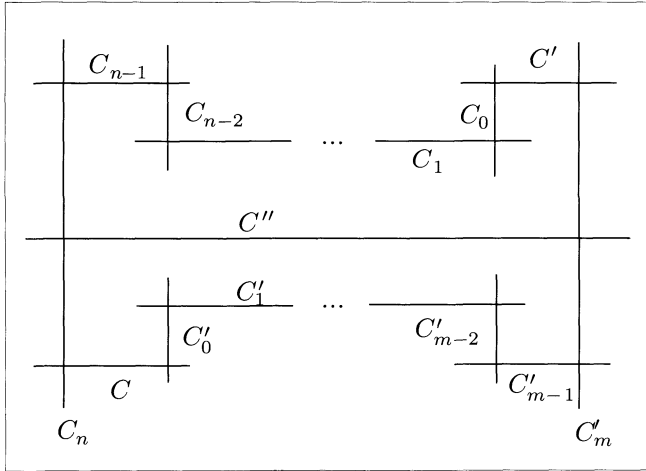 C_{n-1} C'
C_{n-2} ... C_0
C_1
C''
C'_1 ...
C'_0 C'_{m-2}
C C'_{m-1}
C_n C'_m